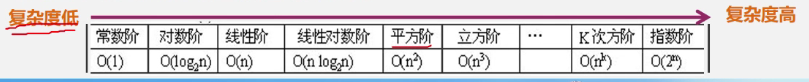 复杂度低 复杂度高
常数阶 对数阶 线性阶 线性对数阶 平方阶 立方阶 … K次方阶 指数阶
O(1) O(log₂n) O(n) O(n log₂n) O(n²) O(n³) O(nᵏ) O(2ⁿ)